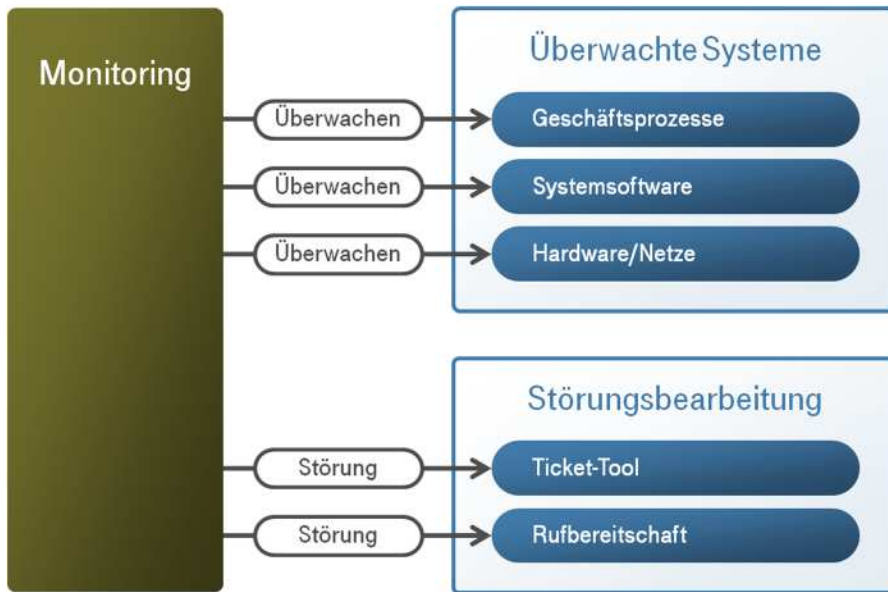 Monitoring
Überwachte Systeme
Überwachen
Geschäftsprozesse
Überwachen
Systemsoftware
Überwachen
Hardware/Netze
Störungsbearbeitung
Störung
Ticket-Tool
Störung
Rufbereitschaft